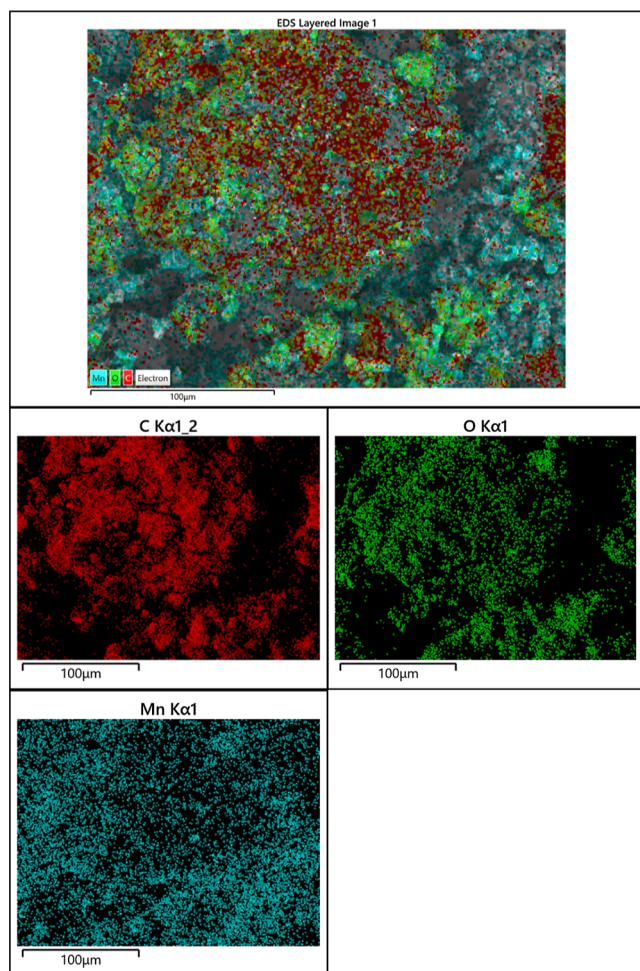 EDS Layered Image 1
Mn O C Electron
100µm
C Kα1_2
O Kα1
100µm
100µm
Mn Kα1
100µm